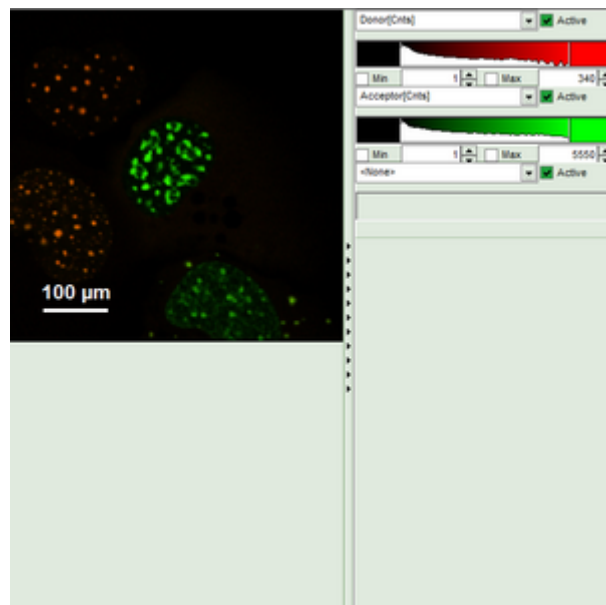 Donor[Cnts]
Active
Min 1 Max 340
Acceptor[Cnts]
Active
Min 1 Max 5550
<None>
Active
100 µm